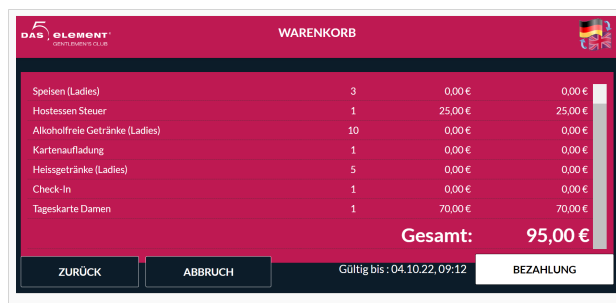 DAS 5. ELEMENT
GENTLEMEN'S CLUB
WARENKORB
Speisen (Ladies) 3 0,00 € 0,00 €
Hostessen Steuer 1 25,00 € 25,00 €
Alkoholfreie Getränke (Ladies) 10 0,00 € 0,00 €
Kartenaufladung 1 0,00 € 0,00 €
Heissgetränke (Ladies) 5 0,00 € 0,00 €
Check-In 1 0,00 € 0,00 €
Tageskarte Damen 1 70,00 € 70,00 €
Gesamt: 95,00 €
ZURÜCK ABBRUCH Gültig bis : 04.10.22, 09:12 BEZAHLUNG